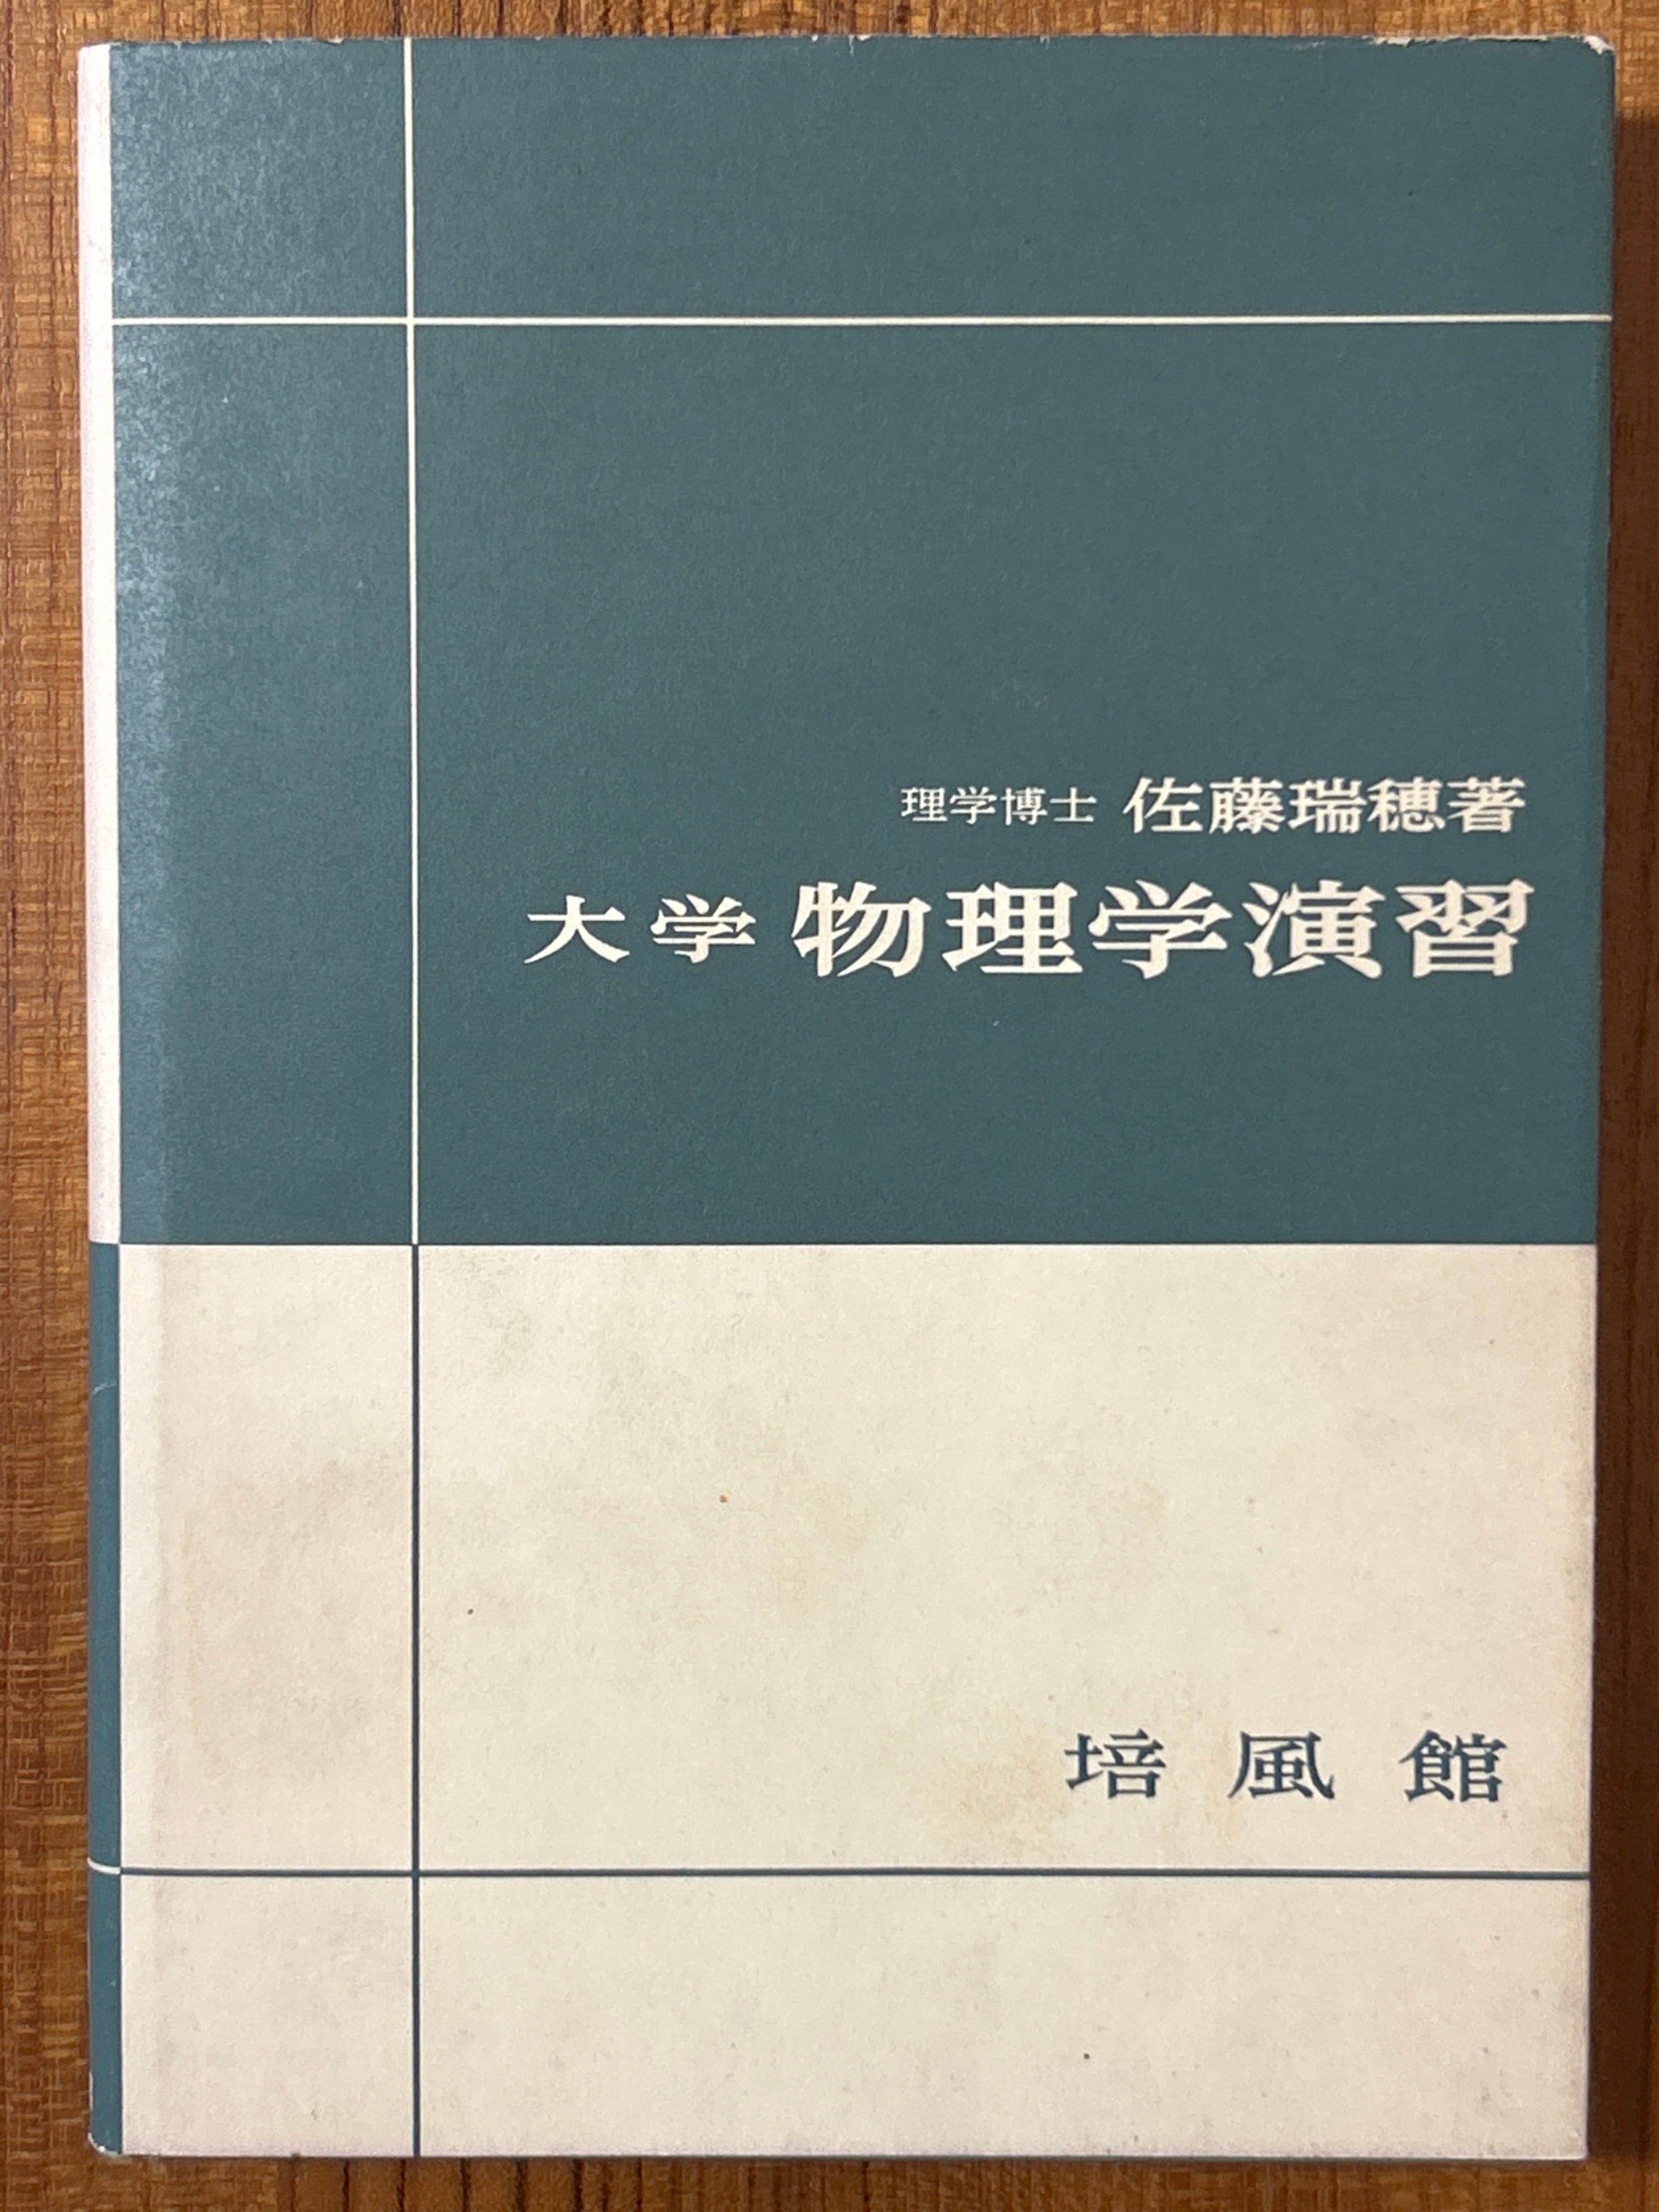 理学博士 佐藤瑞穂著
大学 物理学演習
培風館